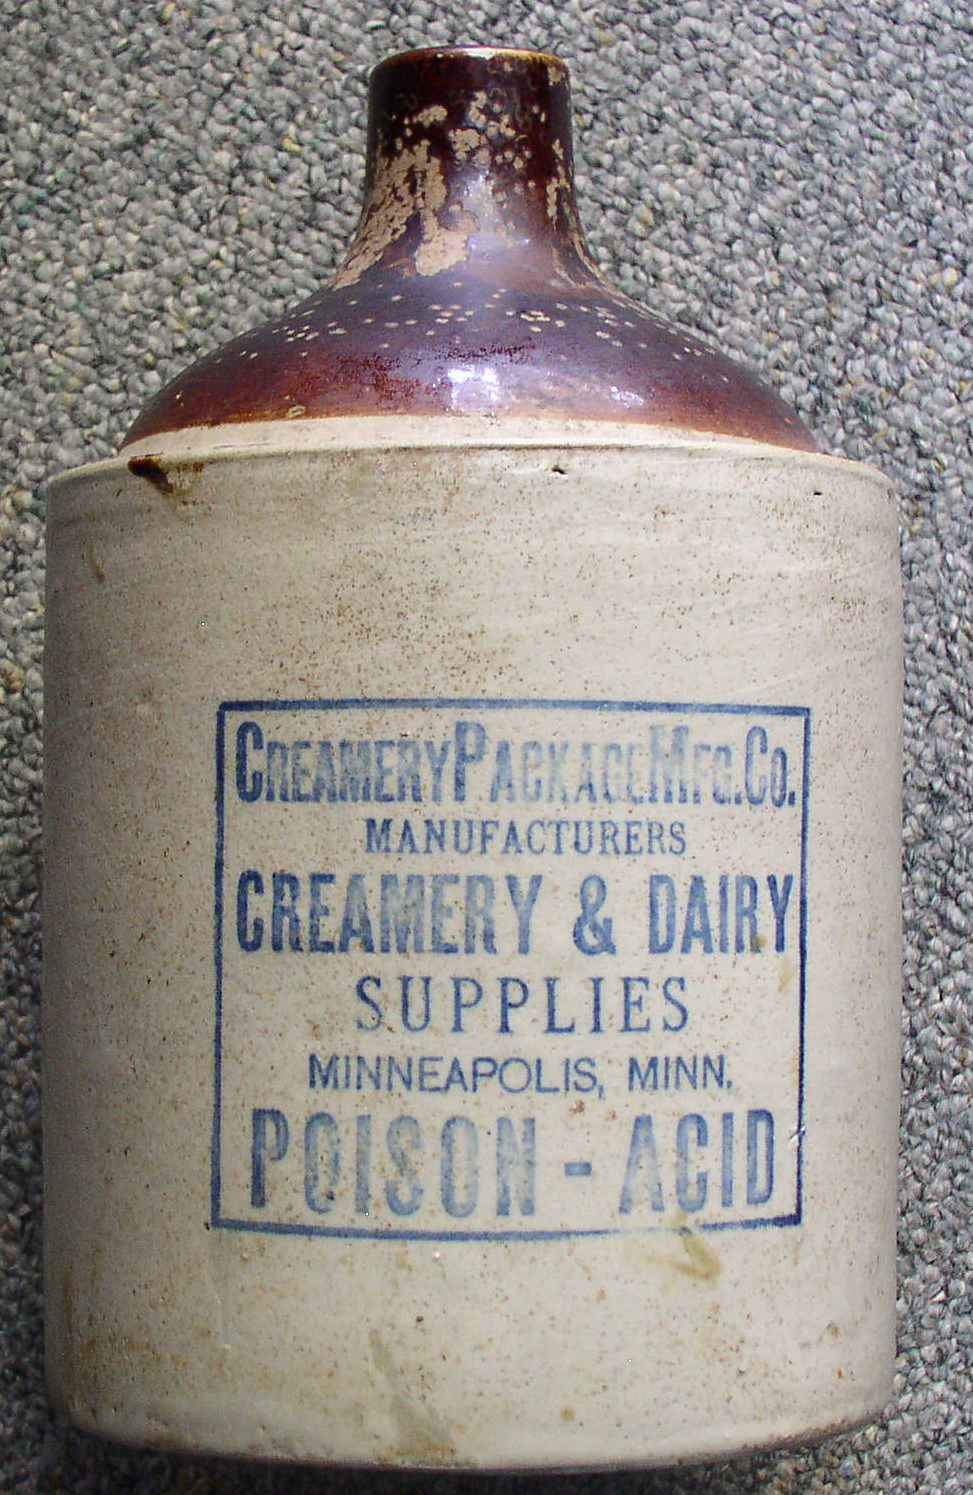 CREAMERY PACKAGE MFG. CO.
MANUFACTURERS
CREAMERY & DAIRY
SUPPLIES
MINNEAPOLIS, MINN.
POISON - ACID